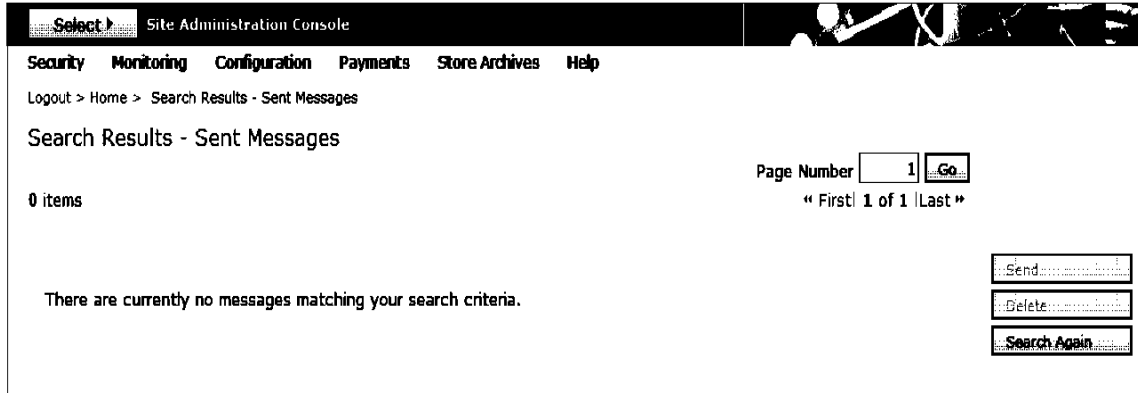 Select Site Administration Console
Security Monitoring Configuration Payments Store Archives Help
Logout > Home > Search Results - Sent Messages
Search Results - Sent Messages
Page Number 1 Go
0 items
« First| 1 of 1 |Last »
Send
There are currently no messages matching your search criteria.
Delete
Search Again